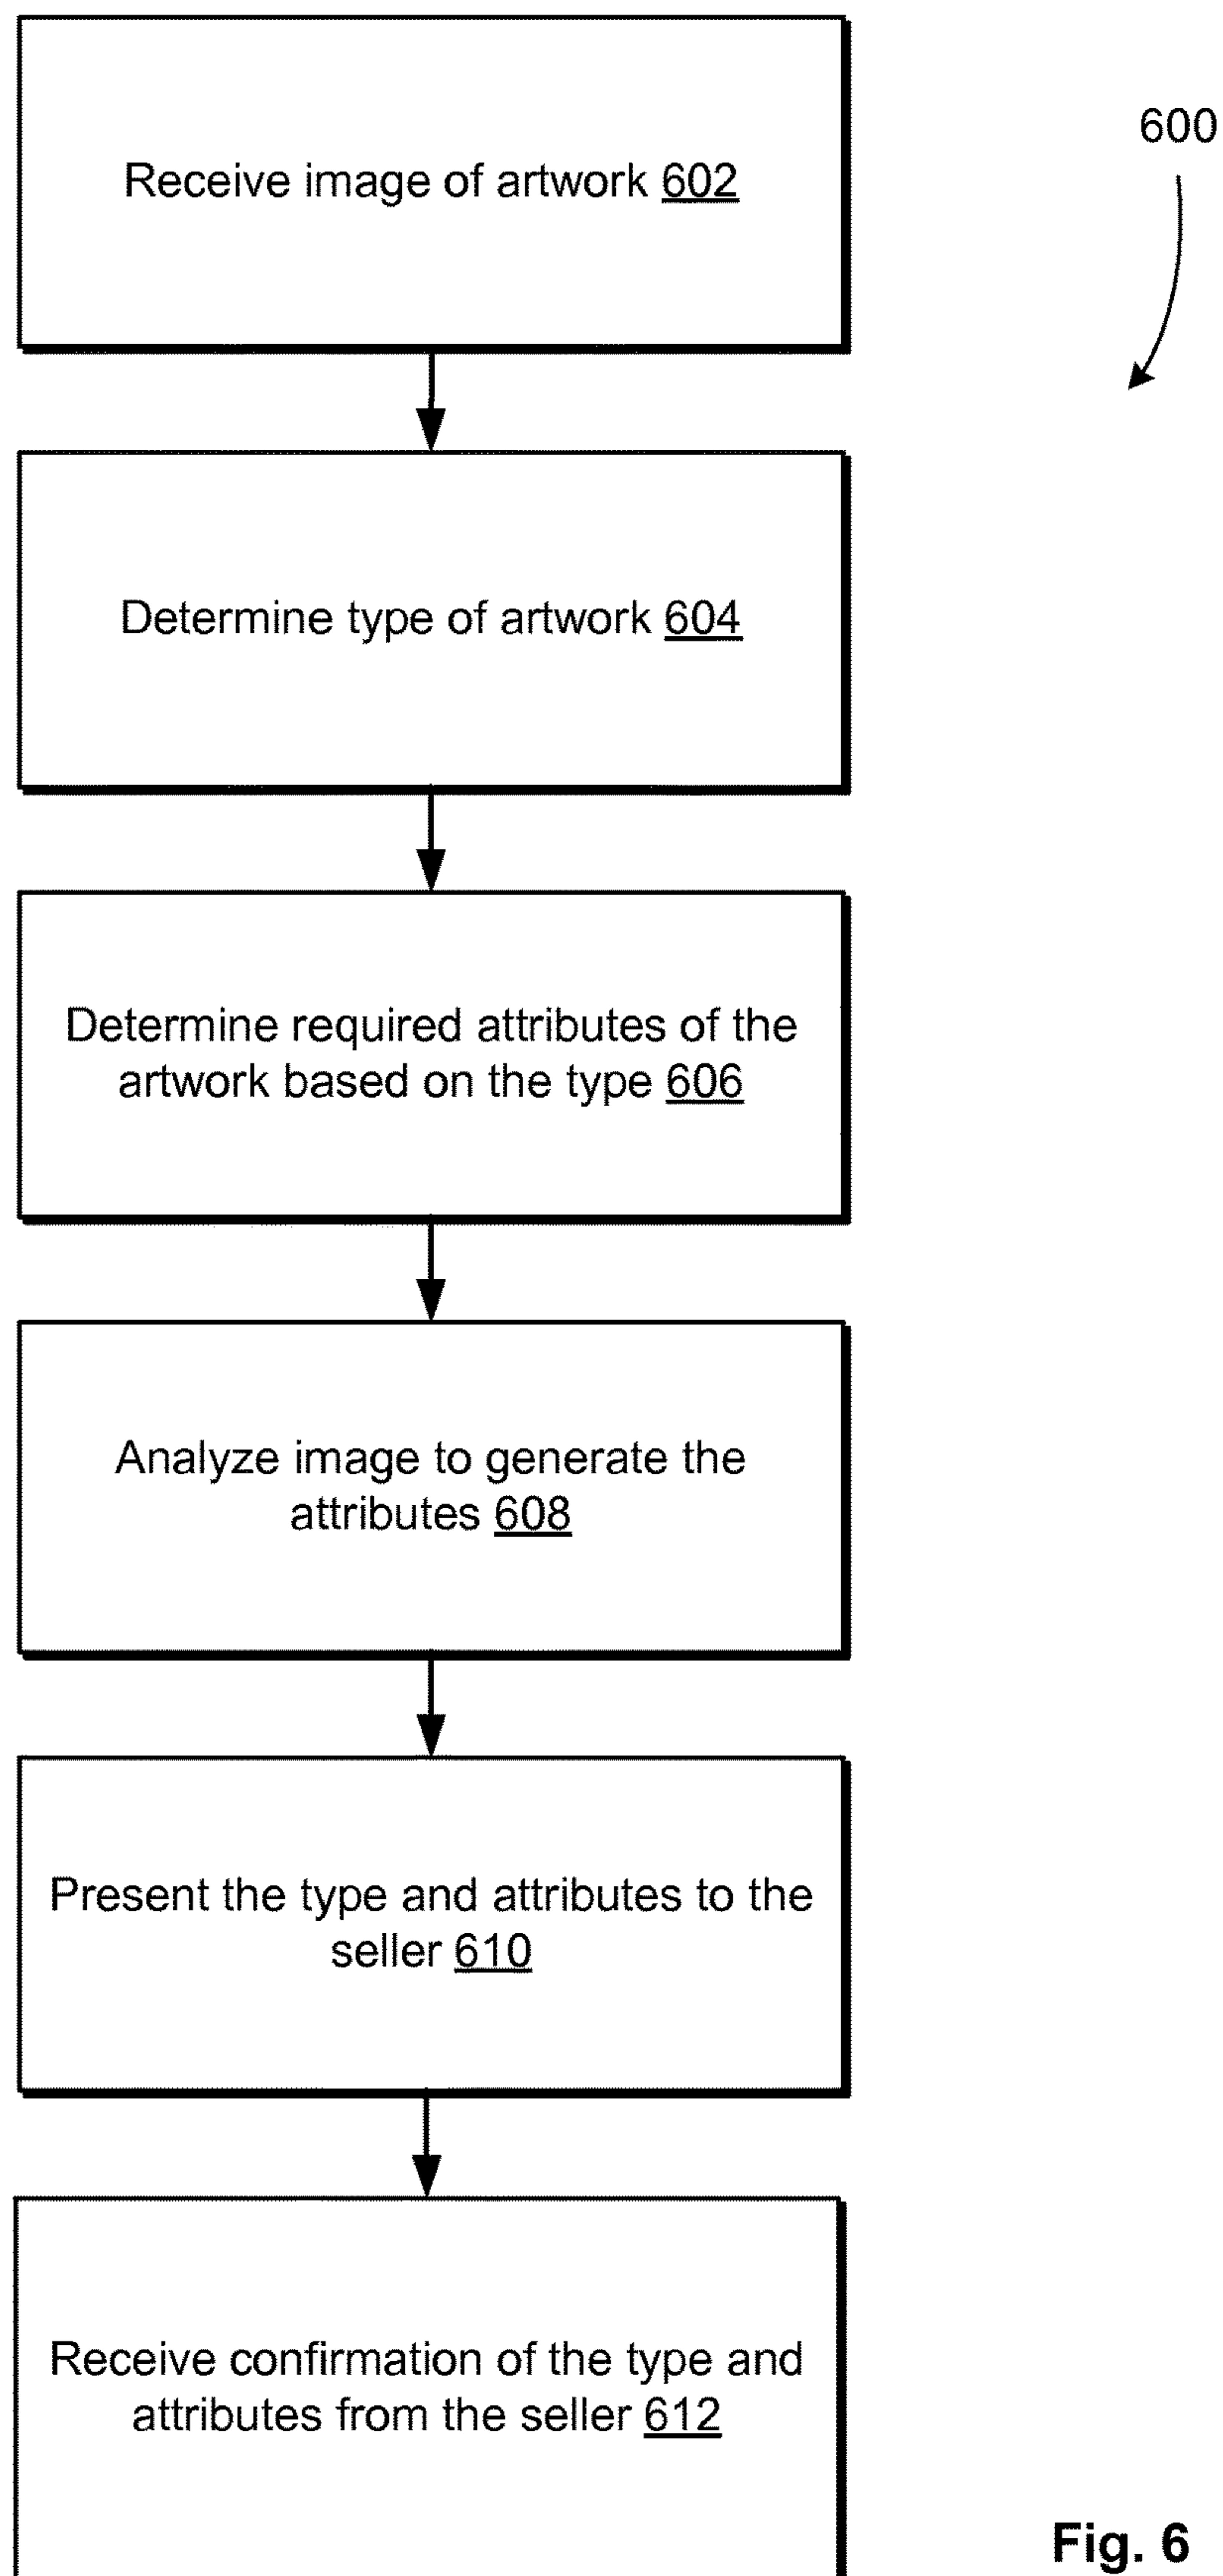 Receive image of artwork 602
600
Determine type of artwork 604
Determine required attributes of the
artwork based on the type 606
Analyze image to generate the
attributes 608
Present the type and attributes to the
seller 610
Receive confirmation of the type and
attributes from the seller 612
Fig. 6